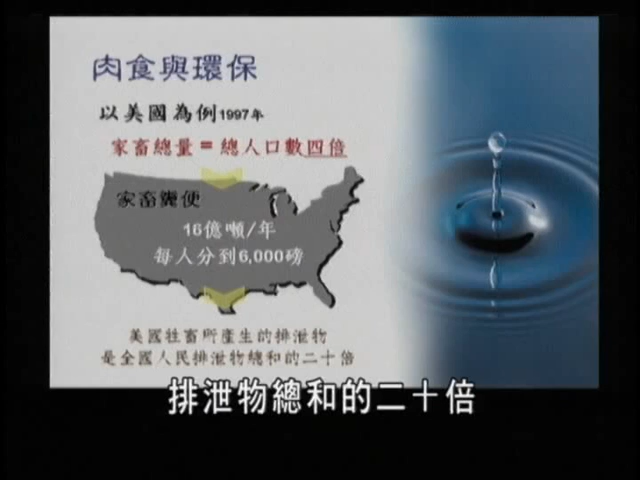 肉食與環保
以美國為例1997年
家畜總量 = 總人口數四倍
家畜糞便
16億噸/年
每人分到6,000磅
美國牲畜所產生的排泄物
是全國人民排泄物總和的二十倍
排泄物總和的二十倍